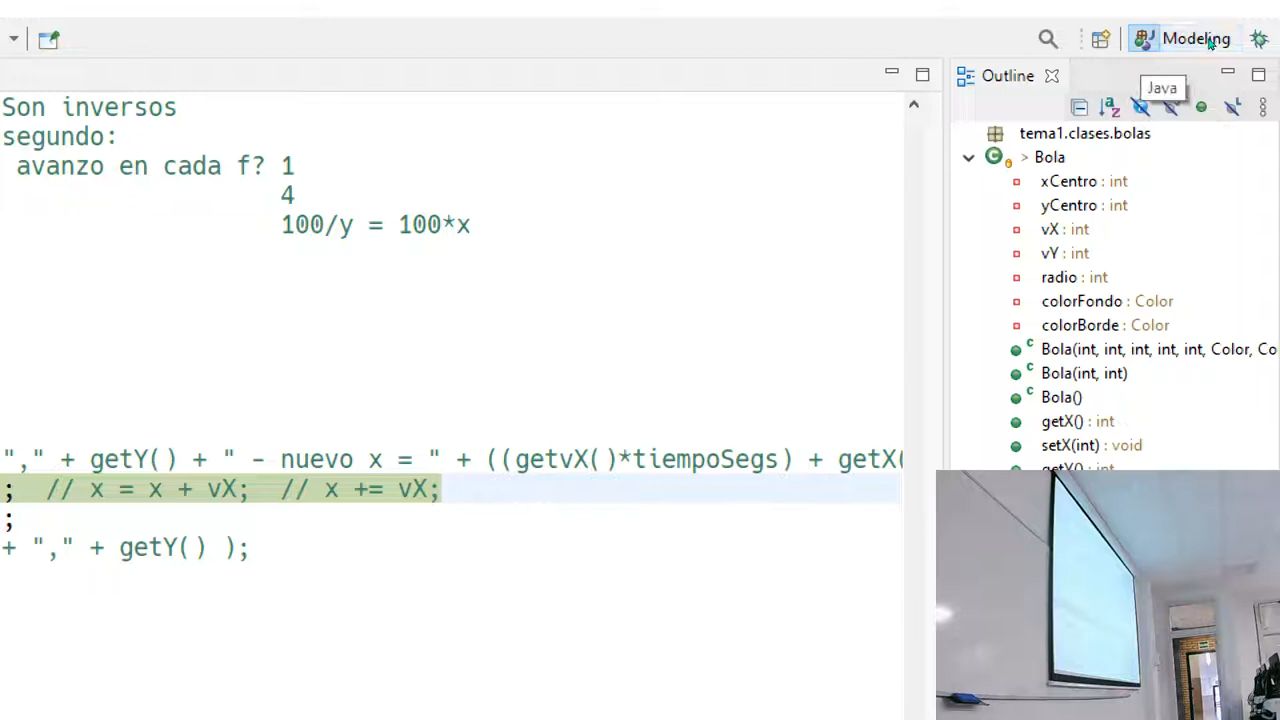 Modeling
Outline
Java
Son inversos
segundo:
avanzo en cada f? 1
4
100/y = 100*x
"," + getY() + " - nuevo x = " + ((getvX()*tiempoSegs) + getX(
; // x = x + vX; // x += vX;
;
+ "," + getY() );
tema1.clases.bolas
> Bola
xCentro : int
yCentro : int
vX : int
vY : int
radio : int
colorFondo : Color
colorBorde : Color
Bola(int, int, int, int, int, Color, Co
Bola(int, int)
Bola()
getX() : int
setX(int) : void
getY() : int